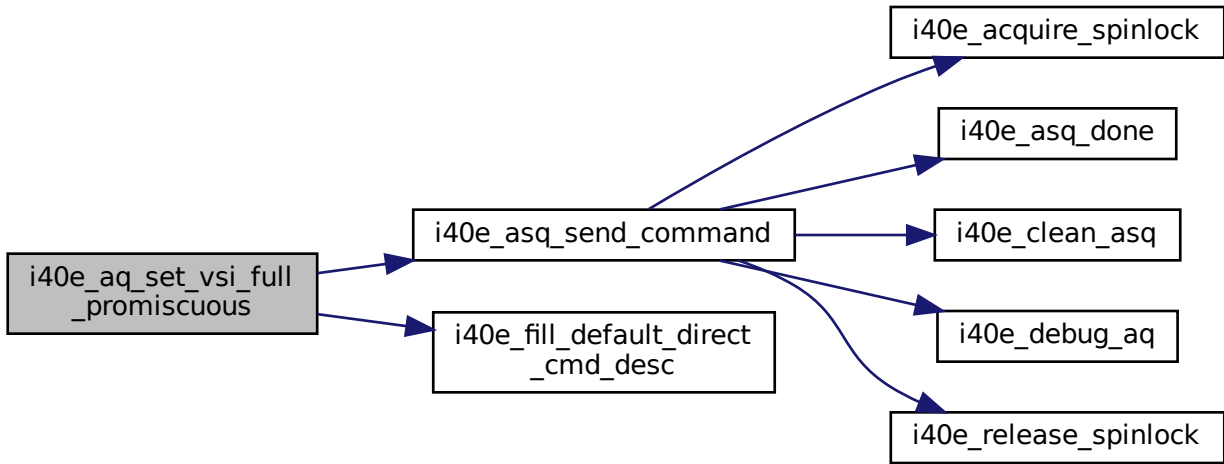 i40e_aq_set_vsi_full
_promiscuous
i40e_asq_send_command
i40e_fill_default_direct
_cmd_desc
i40e_acquire_spinlock
i40e_asq_done
i40e_clean_asq
i40e_debug_aq
i40e_release_spinlock